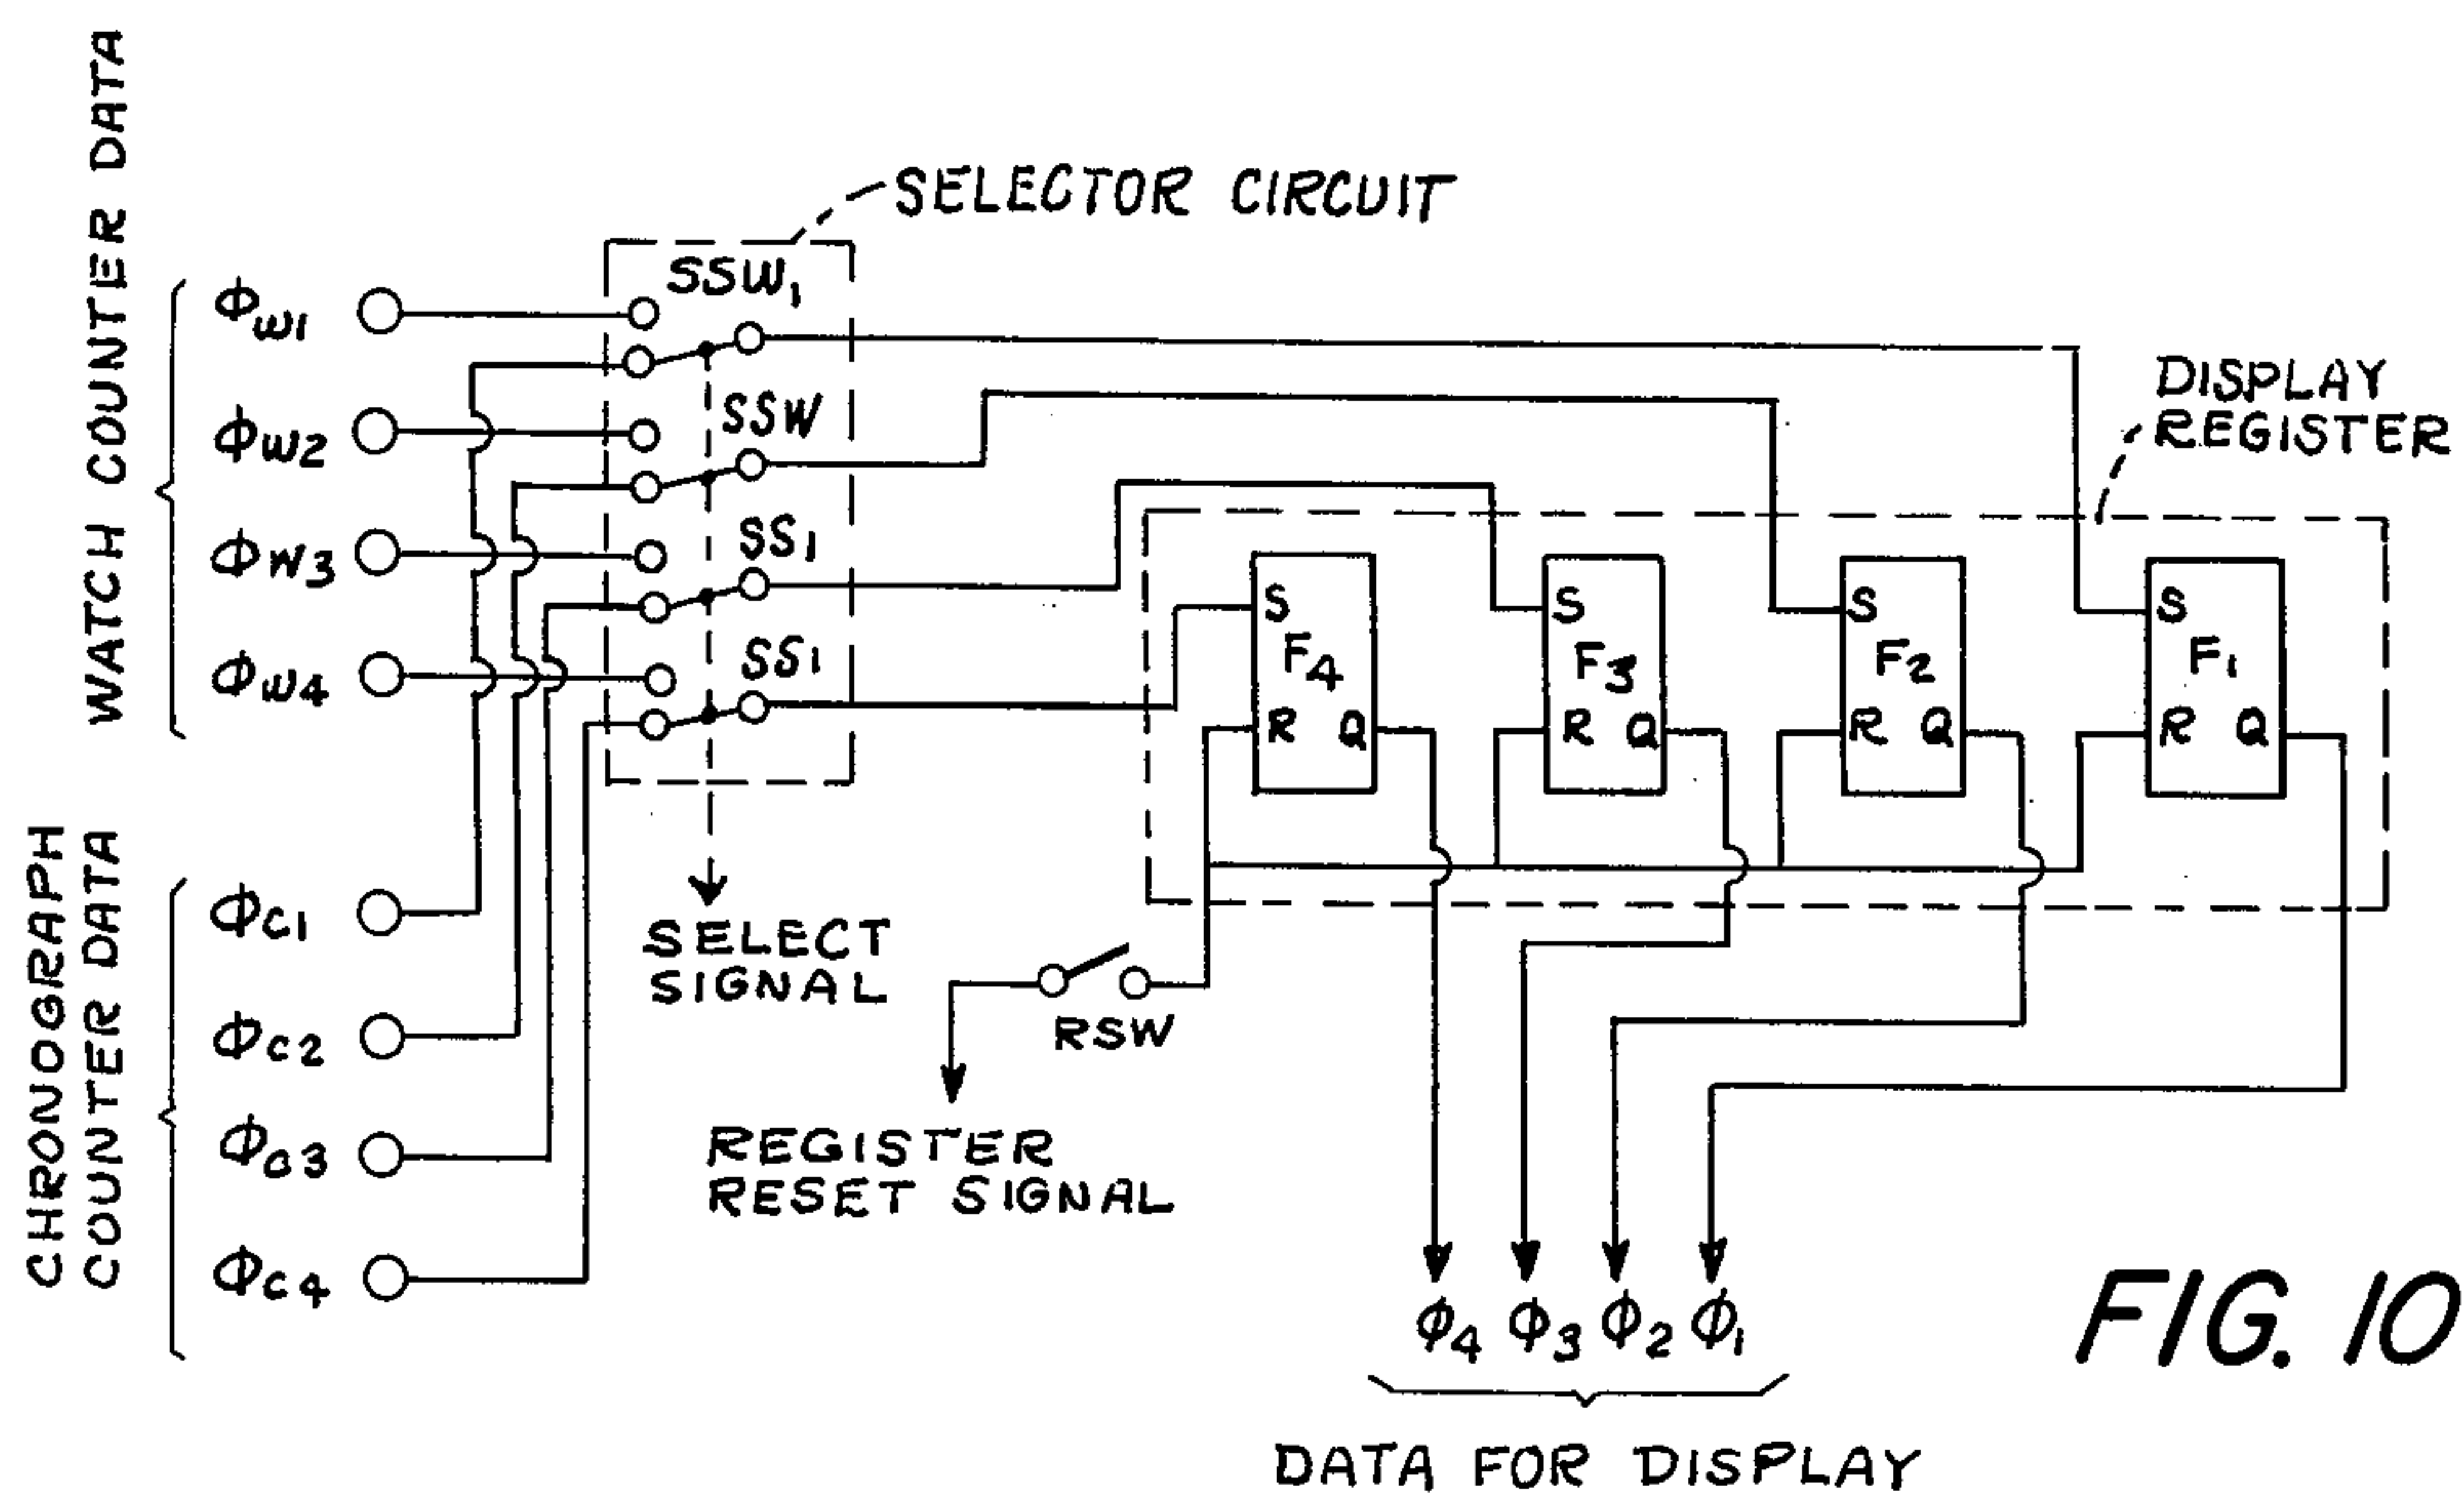 WATCH COUNTER DATA
ϕw1
ϕw2
ϕw3
ϕw4
SELECTOR CIRCUIT
SSW1
SSW
SS1
SS1
DISPLAY
REGISTER
S
F4
R Q
S
F3
R Q
S
F2
R Q
S
F1
R Q
CHRONOGRAPH
COUNTER DATA
ϕC1
ϕC2
ϕC3
ϕC4
SELECT
SIGNAL
RSW
REGISTER
RESET SIGNAL
ϕ4 ϕ3 ϕ2 ϕ1
DATA FOR DISPLAY
FIG. 10